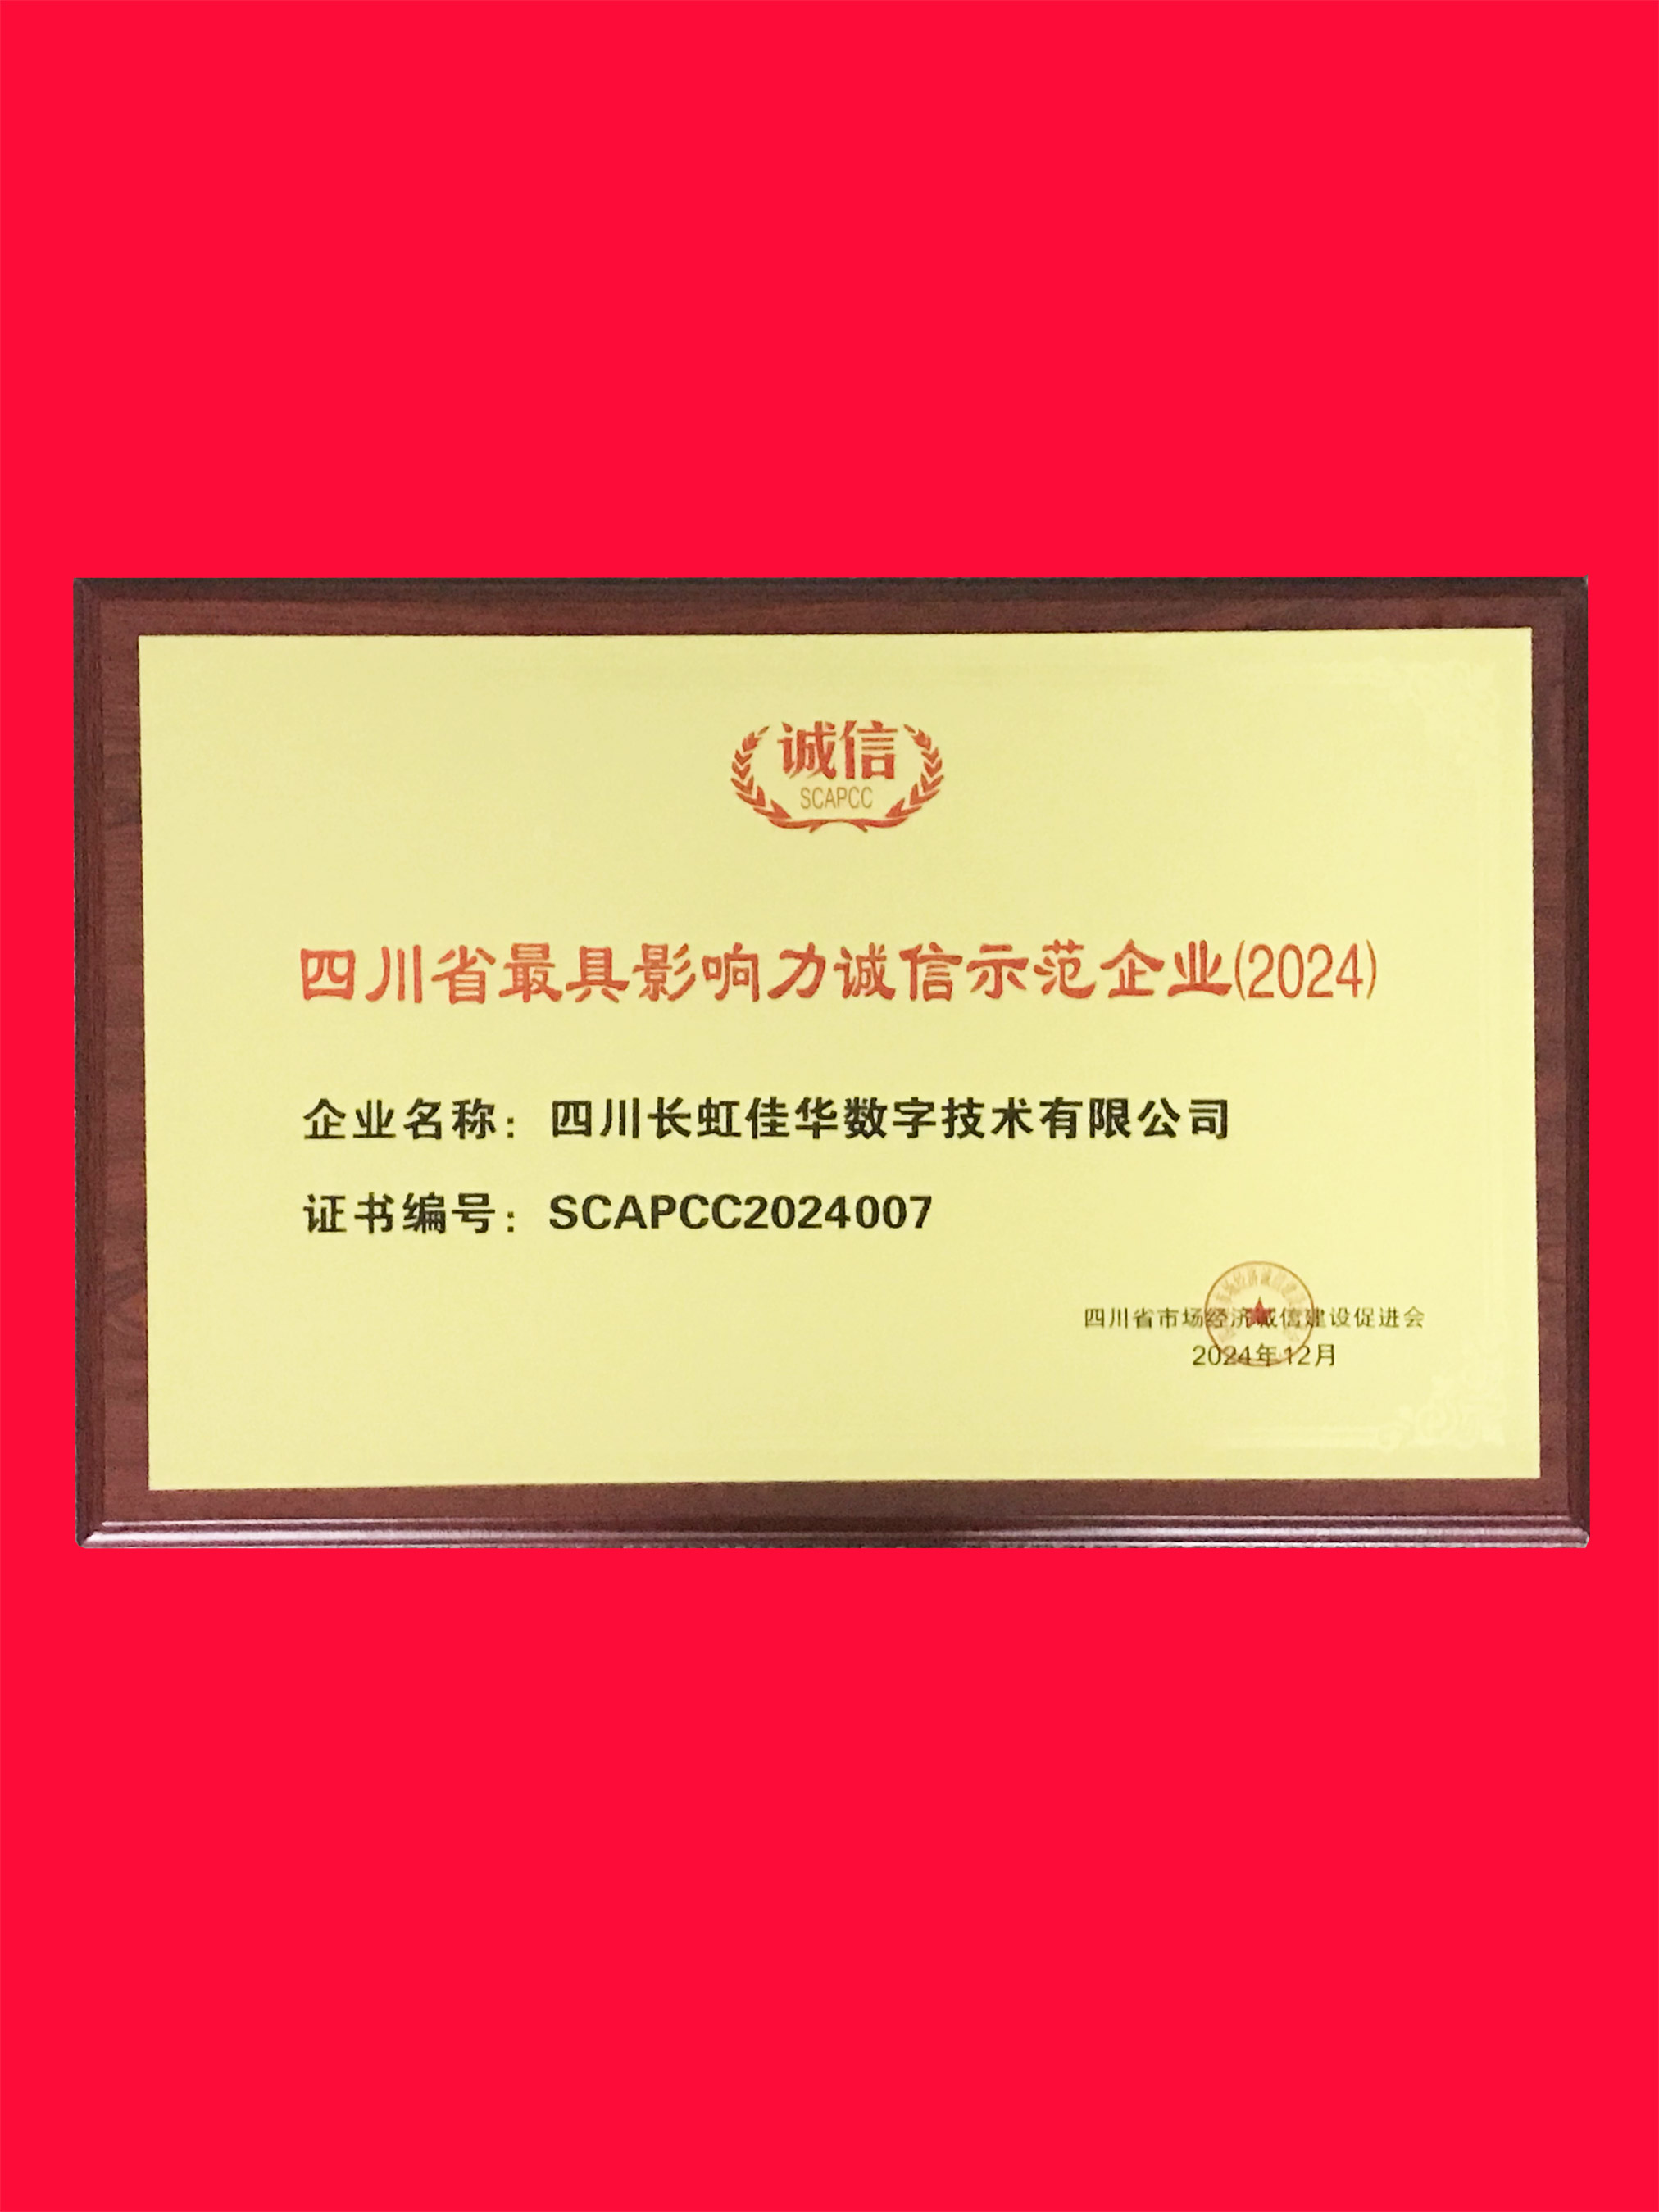 诚信
SCAPCC
四川省最具影响力诚信示范企业(2024)
企业名称：四川长虹佳华数字技术有限公司
证书编号：SCAPCC2024007
四川省市场经济诚信建设促进会
2024年12月